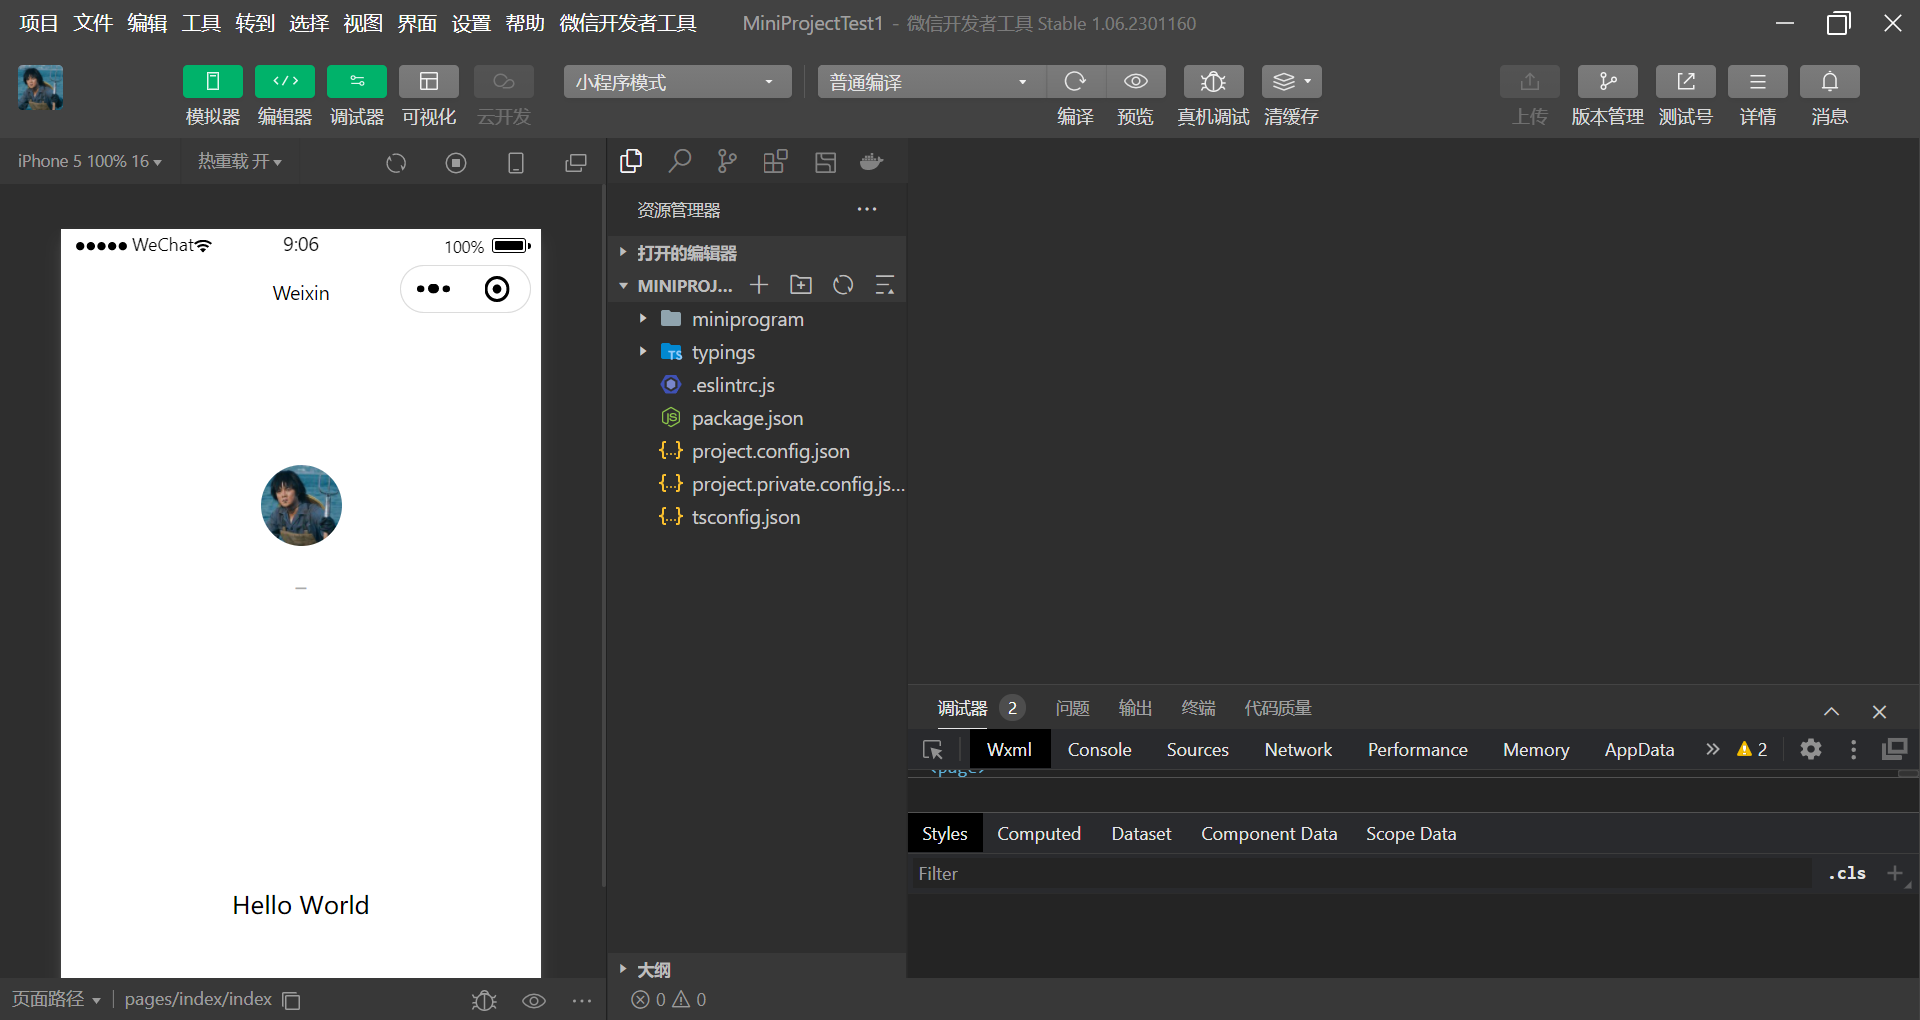 项目 文件 编辑 工具 转到 选择 视图 界面 设置 帮助 微信开发者工具 MiniProjectTest1 - 微信开发者工具 Stable 1.06.2301160
小程序模式 普通编译
模拟器 编辑器 调试器 可视化 云开发 编译 预览 真机调试 清缓存 上传 版本管理 测试号 详情 消息
iPhone 5 100% 16 热重载 开
WeChat 9:06 100%
Weixin
Hello World
页面路径 pages/index/index
资源管理器
打开的编辑器
MINIPROJ...
miniprogram
typings
.eslintrc.js
package.json
project.config.json
project.private.config.js...
tsconfig.json
大纲
0 0
调试器 2 问题 输出 终端 代码质量
Wxml Console Sources Network Performance Memory AppData 2
<page>
Styles Computed Dataset Component Data Scope Data
Filter .cls